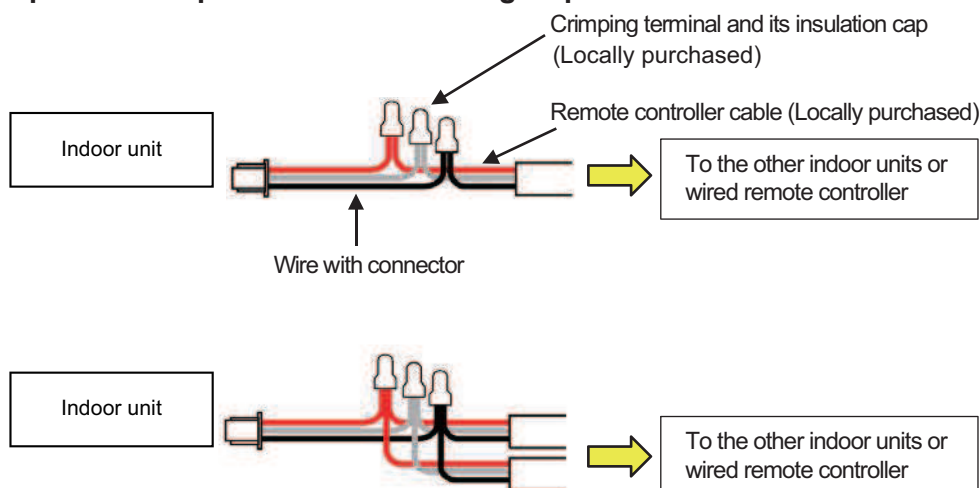 Crimping terminal and its insulation cap
(Locally purchased)
Remote controller cable (Locally purchased)
Indoor unit
To the other indoor units or
wired remote controller
Wire with connector
Indoor unit
To the other indoor units or
wired remote controller